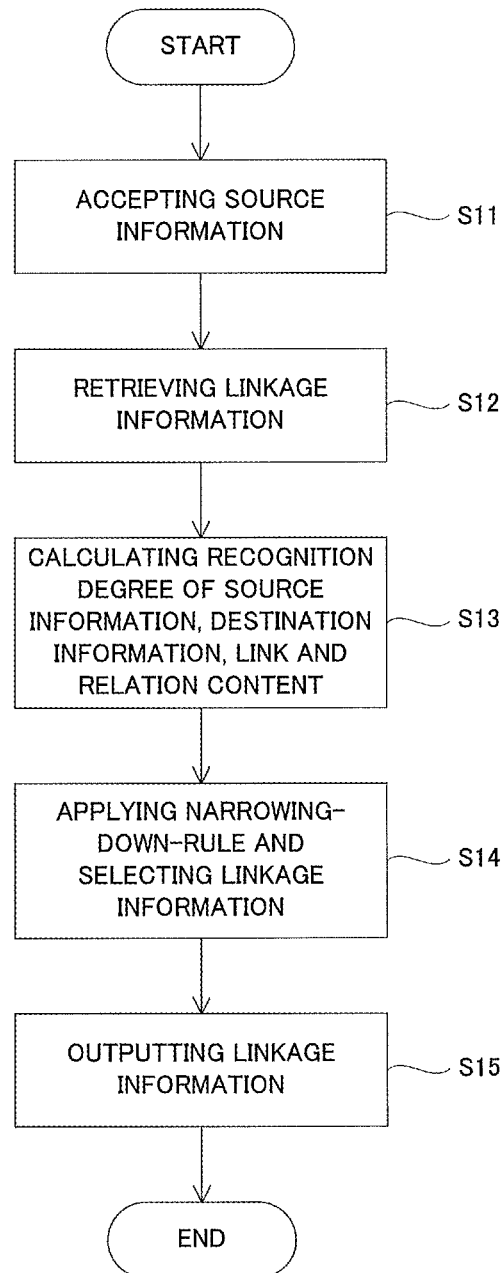 START
ACCEPTING SOURCE
INFORMATION
S11
RETRIEVING LINKAGE
INFORMATION
S12
CALCULATING RECOGNITION
DEGREE OF SOURCE
INFORMATION, DESTINATION
INFORMATION, LINK AND
RELATION CONTENT
S13
APPLYING NARROWING-
DOWN-RULE AND
SELECTING LINKAGE
INFORMATION
S14
OUTPUTTING LINKAGE
INFORMATION
S15
END